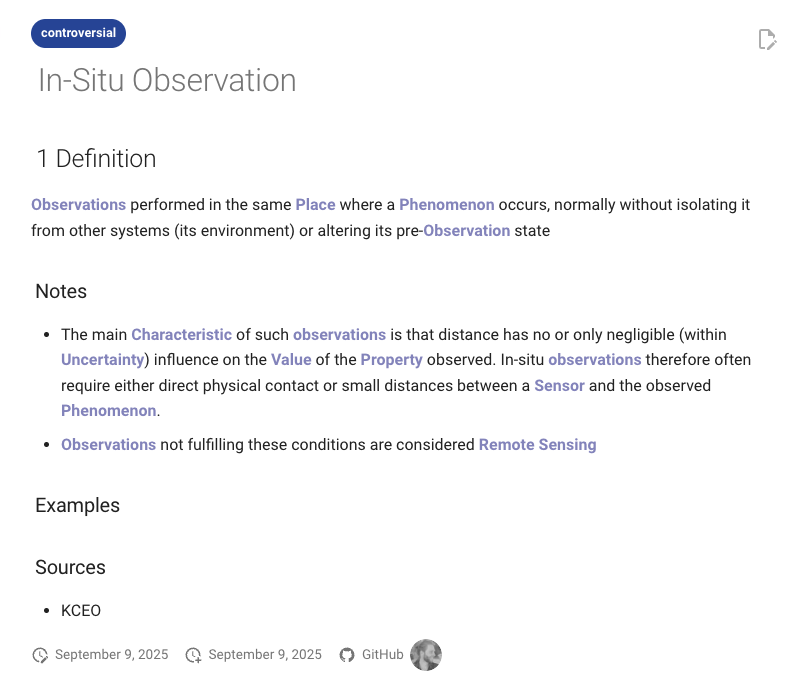 controversial
In-Situ Observation
1 Definition
Observations performed in the same Place where a Phenomenon occurs, normally without isolating it
from other systems (its environment) or altering its pre-Observation state
Notes
• The main Characteristic of such observations is that distance has no or only negligible (within
Uncertainty) influence on the Value of the Property observed. In-situ observations therefore often
require either direct physical contact or small distances between a Sensor and the observed
Phenomenon.
• Observations not fulfilling these conditions are considered Remote Sensing
Examples
Sources
• KCEO
September 9, 2025 September 9, 2025 GitHub